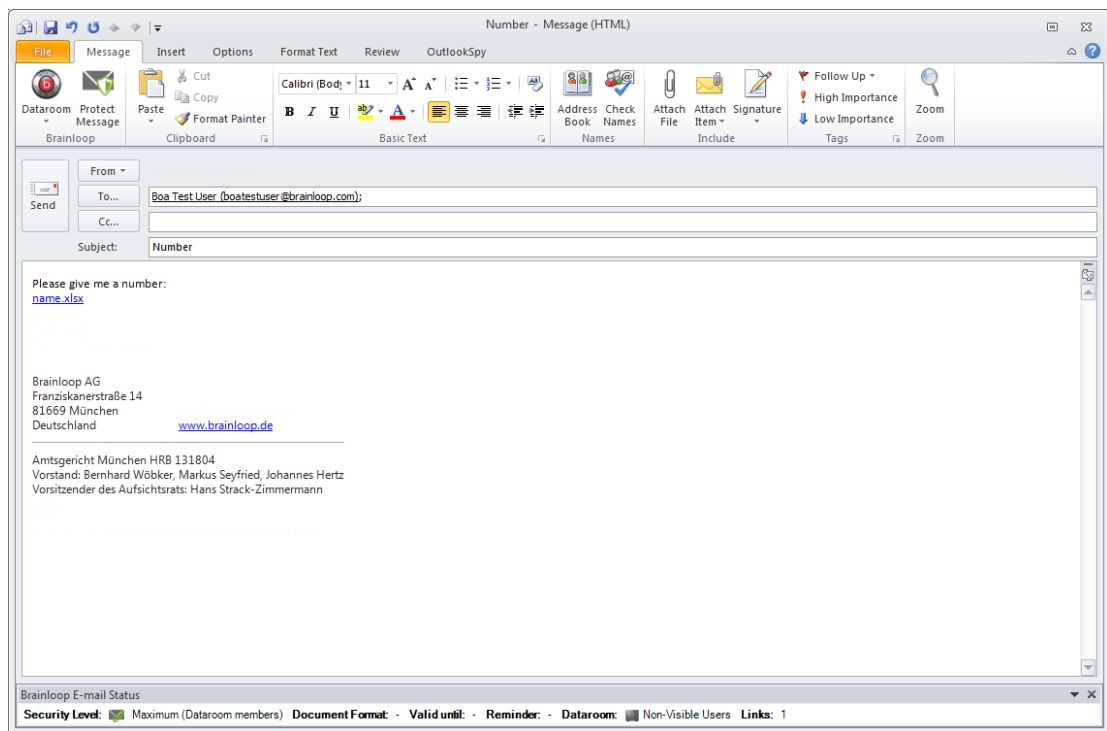 Number - Message (HTML)
File Message Insert Options Format Text Review OutlookSpy
Dataroom Protect Message Brainloop
Paste Cut Copy Format Painter Clipboard
Calibri (Body 11 B I U Basic Text
Address Book Check Names Names
Attach File Attach Item Signature Include
Follow Up High Importance Low Importance Tags
Zoom Zoom
From
Send To... Boa Test User (boatestuser@brainloop.com);
Cc...
Subject: Number
Please give me a number:
name.xlsx
Brainloop AG
Franziskanerstraße 14
81669 München
Deutschland www.brainloop.de
Amtsgericht München HRB 131804
Vorstand: Bernhard Wöbker, Markus Seyfried, Johannes Hertz
Vorsitzender des Aufsichtsrats: Hans Strack-Zimmermann
Brainloop E-mail Status
Security Level: Maximum (Dataroom members) Document Format: - Valid until: - Reminder: - Dataroom: Non-Visible Users Links: 1